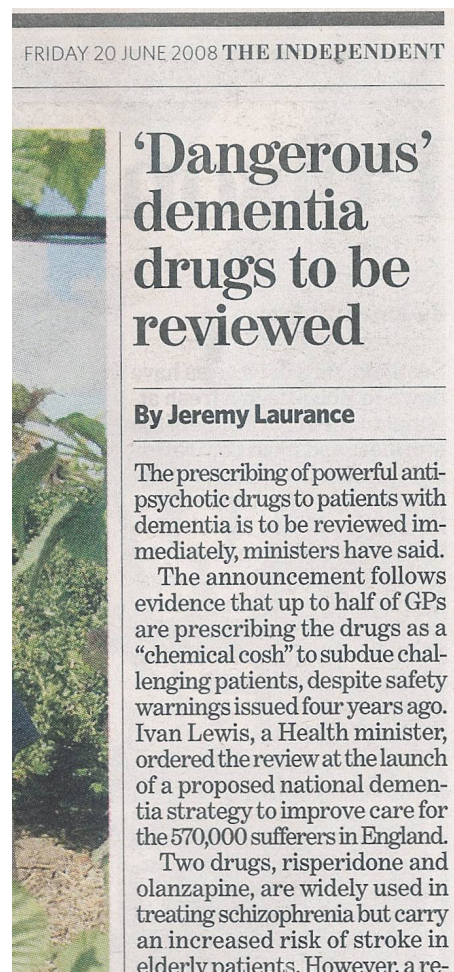 FRIDAY 20 JUNE 2008 THE INDEPENDENT
‘Dangerous’
dementia
drugs to be
reviewed
By Jeremy Laurance
The prescribing of powerful anti-
psychotic drugs to patients with
dementia is to be reviewed im-
mediately, ministers have said.
The announcement follows
evidence that up to half of GPs
are prescribing the drugs as a
“chemical cosh” to subdue chal-
lenging patients, despite safety
warnings issued four years ago.
Ivan Lewis, a Health minister,
ordered the review at the launch
of a proposed national demen-
tia strategy to improve care for
the 570,000 sufferers in England.
Two drugs, risperidone and
olanzapine, are widely used in
treating schizophrenia but carry
an increased risk of stroke in
elderly patients. However, a re-